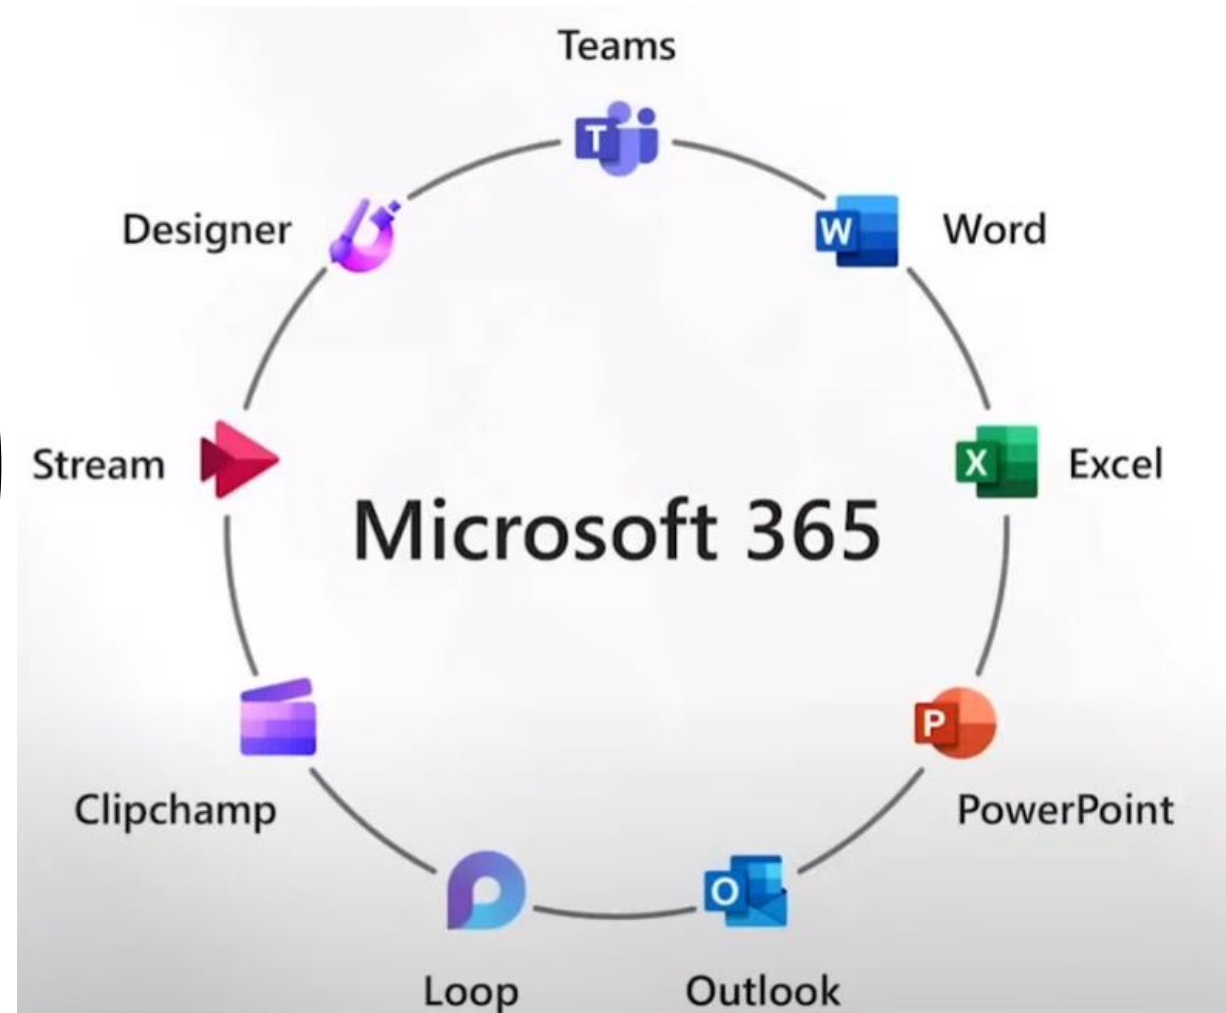 Teams
T
Designer
W
Word
Stream
X
Excel
Microsoft 365
P
Clipchamp
PowerPoint
O
Loop
Outlook